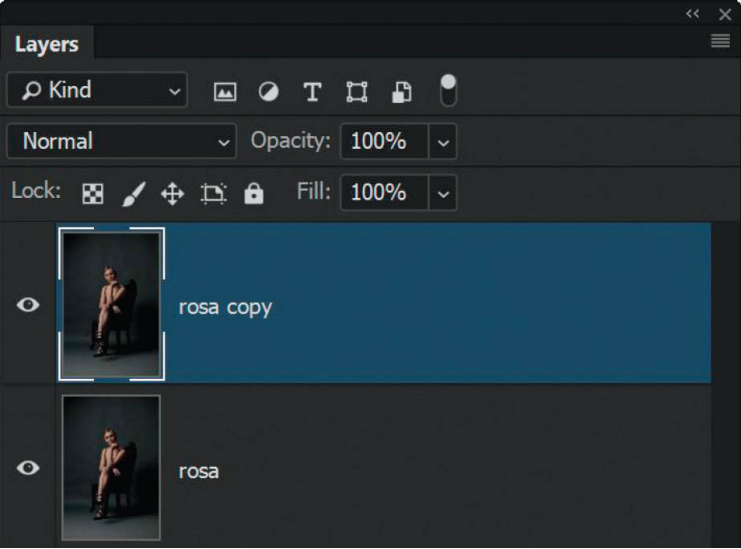 Layers
Kind
Normal Opacity: 100%
Lock: Fill: 100%
rosa copy
rosa